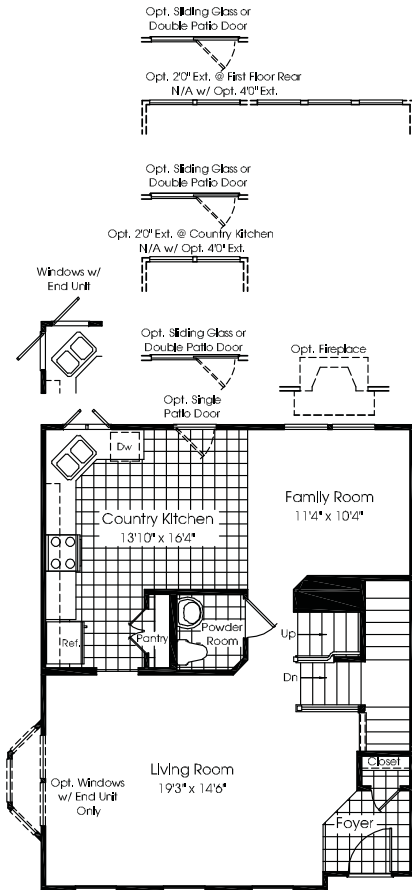 Opt. Sliding Glass or
Double Patio Door
Opt. 2'0" Ext. @ First Floor Rear
N/A w/ Opt. 4'0" Ext.
Opt. Sliding Glass or
Double Patio Door
Opt. 2'0" Ext. @ Country Kitchen
N/A w/ Opt. 4'0" Ext.
Windows w/
End Unit
Opt. Sliding Glass or
Double Patio Door
Opt. Fireplace
Opt. Single
Patio Door
Dw
Family Room
11'4" x 10'4"
Country Kitchen
13'10" x 16'4"
Ref.
Pantry
Powder
Room
Up
Dn
Living Room
19'3" x 14'6"
Closet
Opt. Windows
w/ End Unit
Only
Foyer